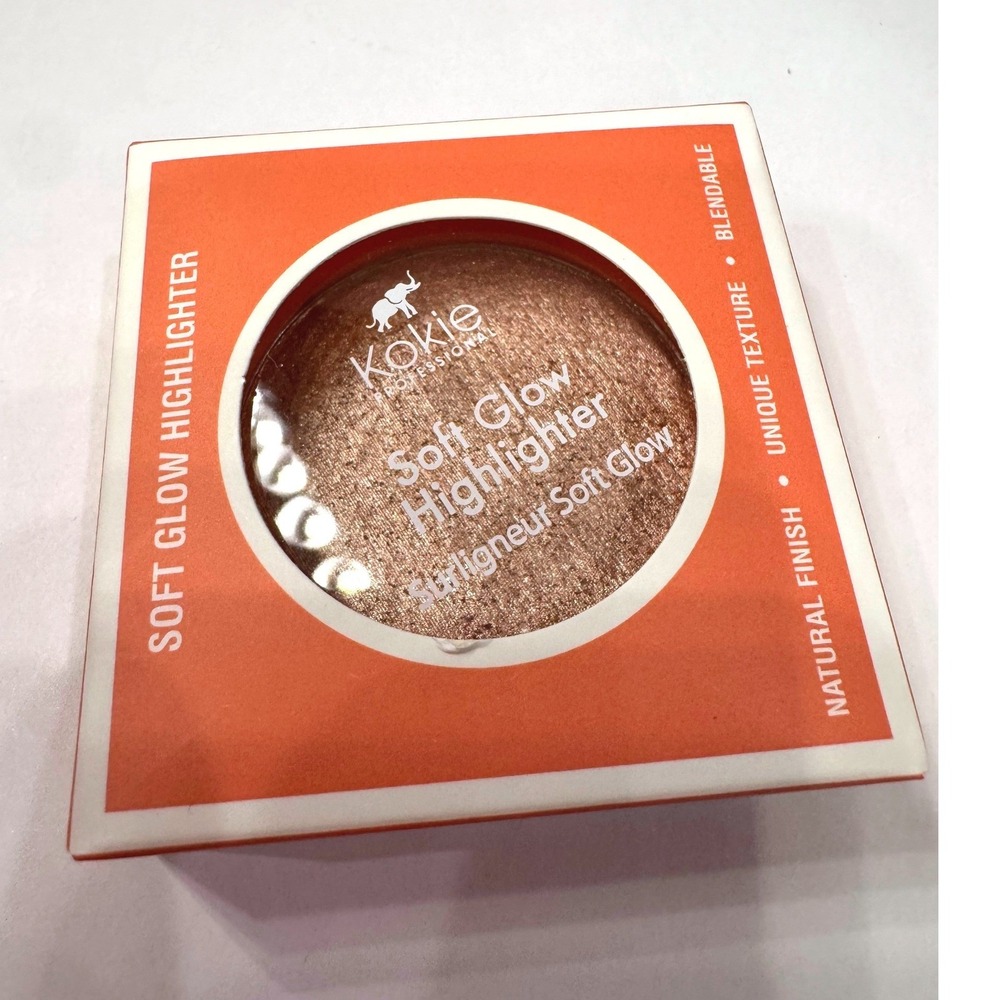 SOFT GLOW HIGHLIGHTER
Kokie
PROFESSIONAL
Soft Glow
Highlighter
Surligneur Soft Glow
NATURAL FINISH • UNIQUE TEXTURE • BLENDABLE